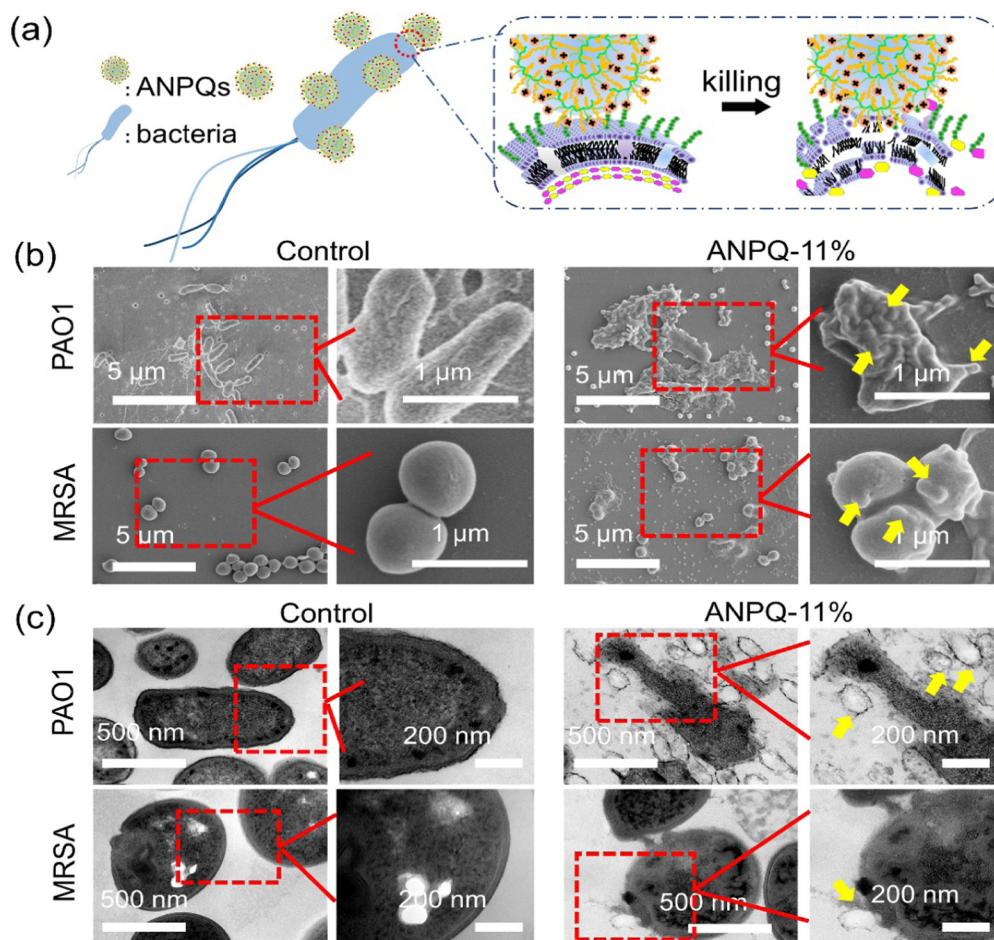 (a)
: ANPQs
: bacteria
killing
(b)
Control
ANPQ-11%
PAO1
5 μm
1 μm
5 μm
1 μm
MRSA
5 μm
1 μm
5 μm
1 μm
(c)
Control
ANPQ-11%
PAO1
500 nm
200 nm
500 nm
200 nm
MRSA
500 nm
200 nm
500 nm
200 nm